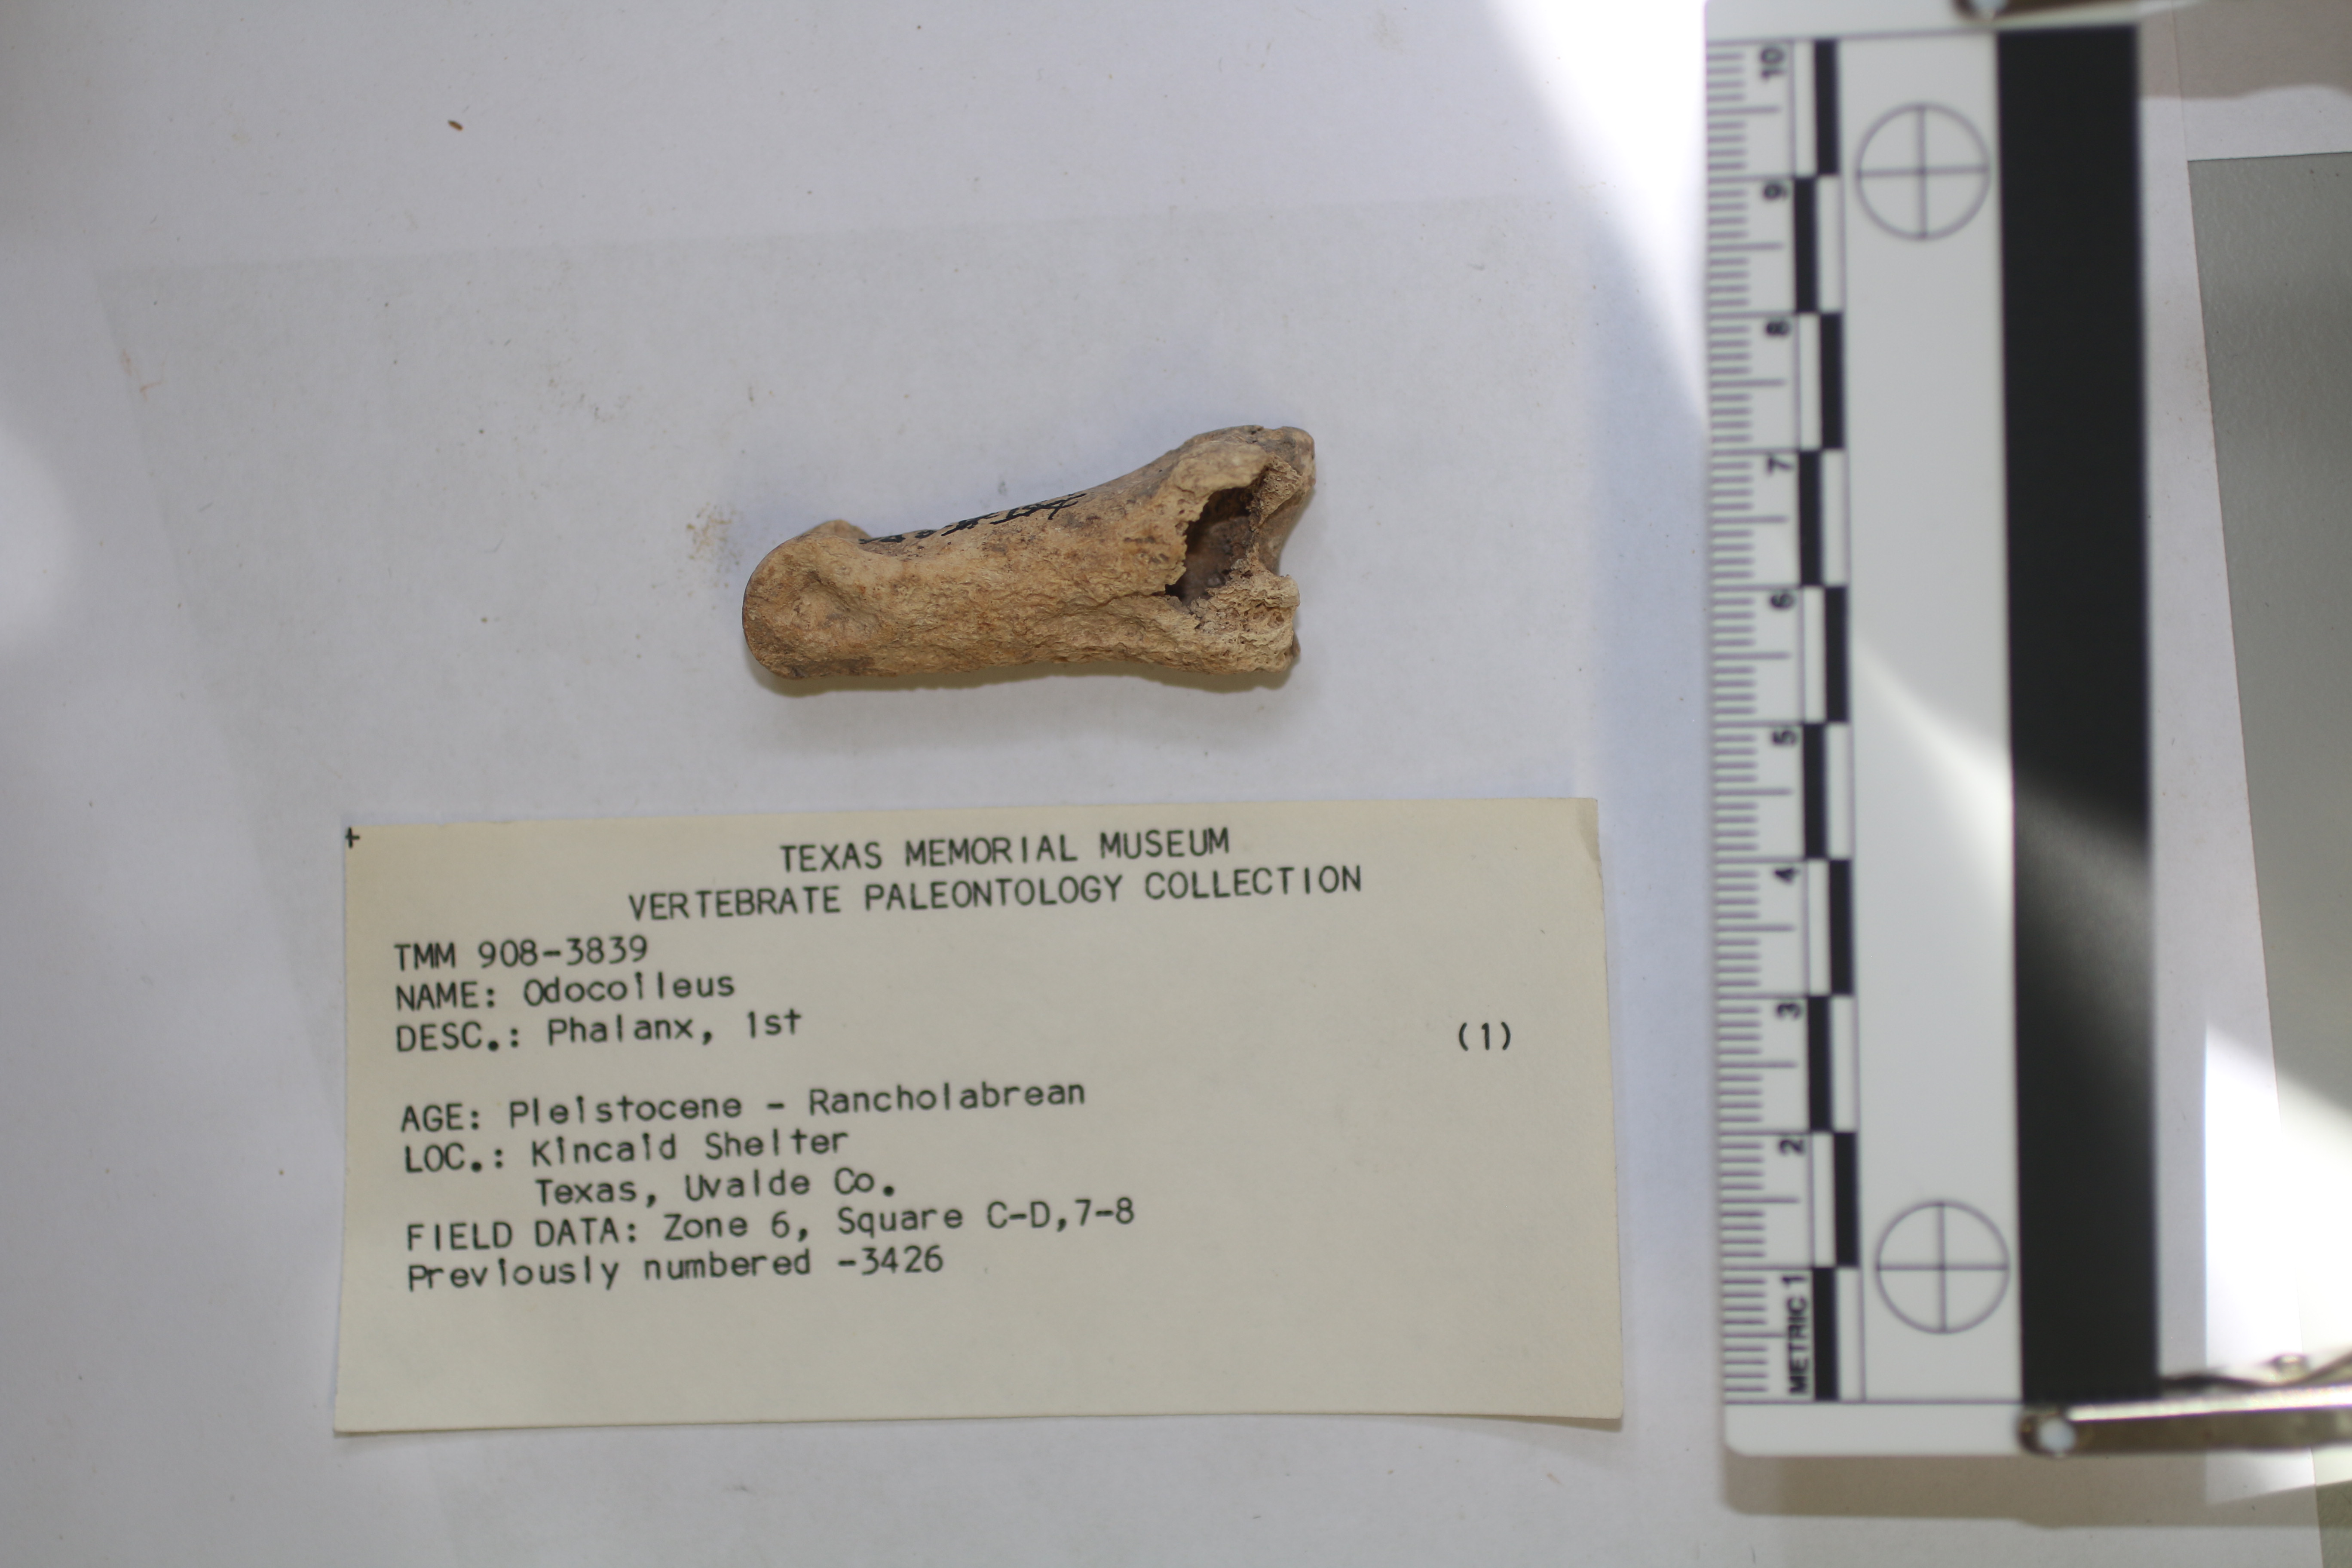 +
TEXAS MEMORIAL MUSEUM
VERTEBRATE PALEONTOLOGY COLLECTION
TMM 908-3839
NAME: Odocoileus
DESC.: Phalanx, 1st (1)
AGE: Pleistocene - Rancholabrean
LOC.: Kincaid Shelter
Texas, Uvalde Co.
FIELD DATA: Zone 6, Square C-D,7-8
Previously numbered -3426
METRIC 1 2 3 4 5 6 7 8 9 10